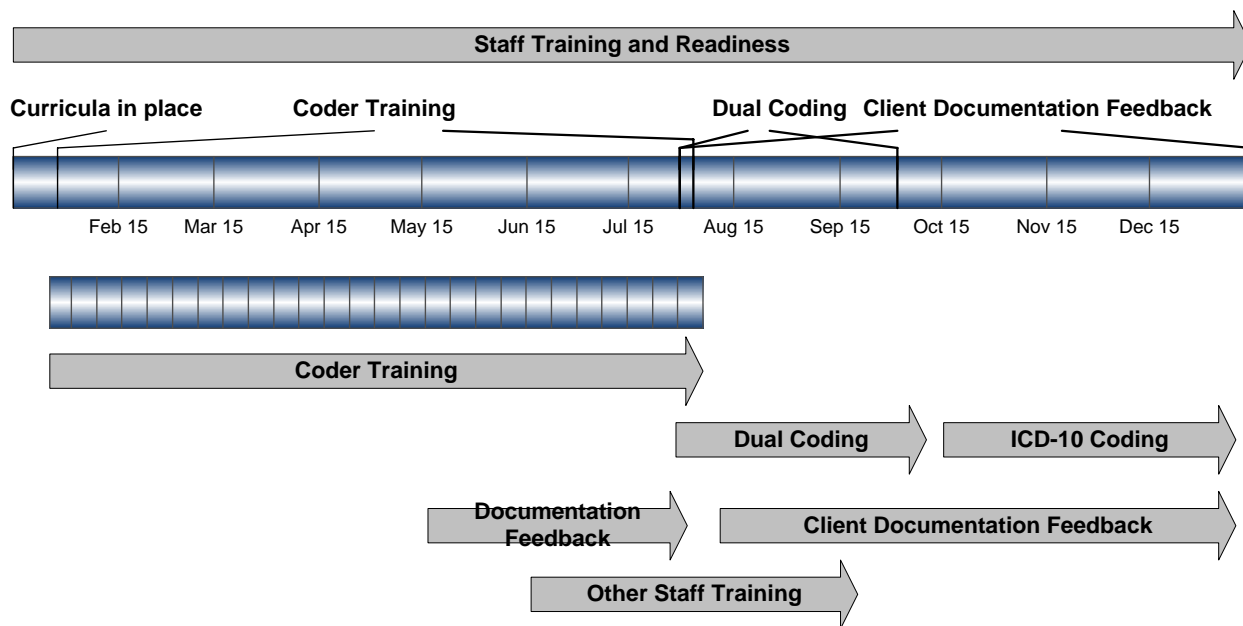 Staff Training and Readiness
Curricula in place
Coder Training
Dual Coding
Client Documentation Feedback
Feb 15
Mar 15
Apr 15
May 15
Jun 15
Jul 15
Aug 15
Sep 15
Oct 15
Nov 15
Dec 15
Coder Training
Dual Coding
ICD-10 Coding
Documentation
Feedback
Client Documentation Feedback
Other Staff Training